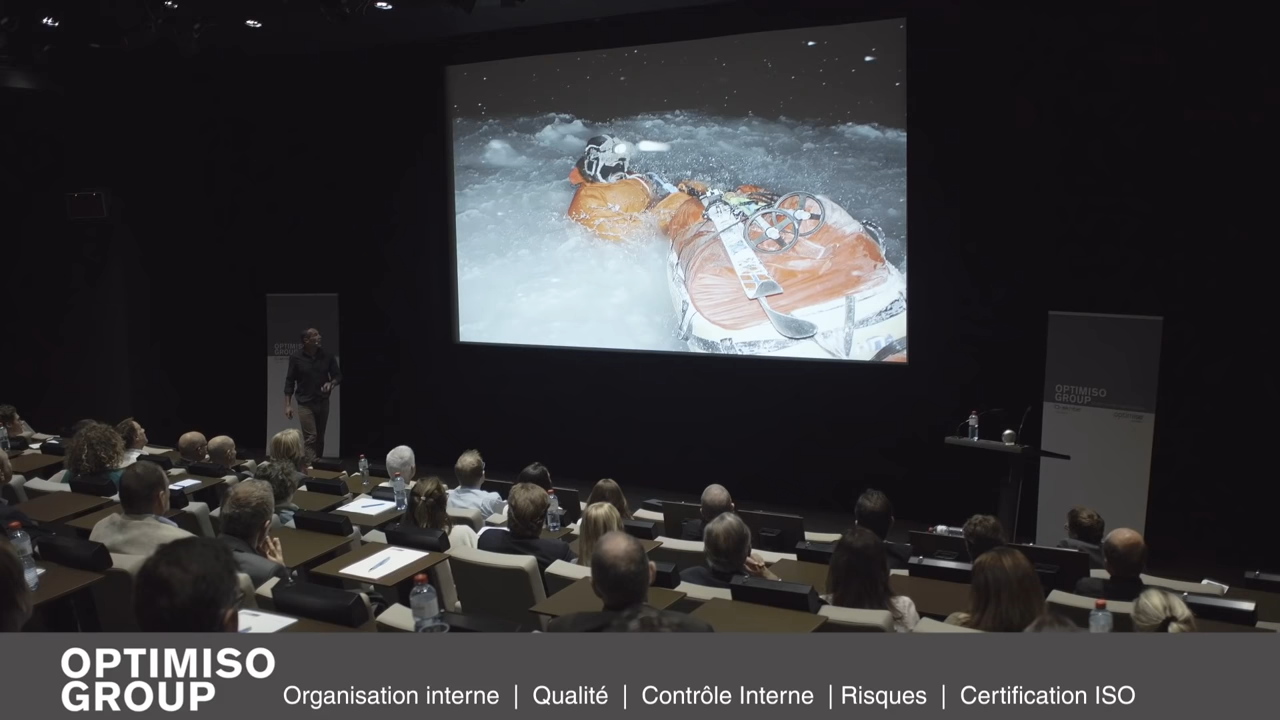 OPTIMISO
GROUP
OPTIMISO
GROUP
OPTIMISO
GROUP
Organisation interne | Qualité | Contrôle Interne | Risques | Certification ISO